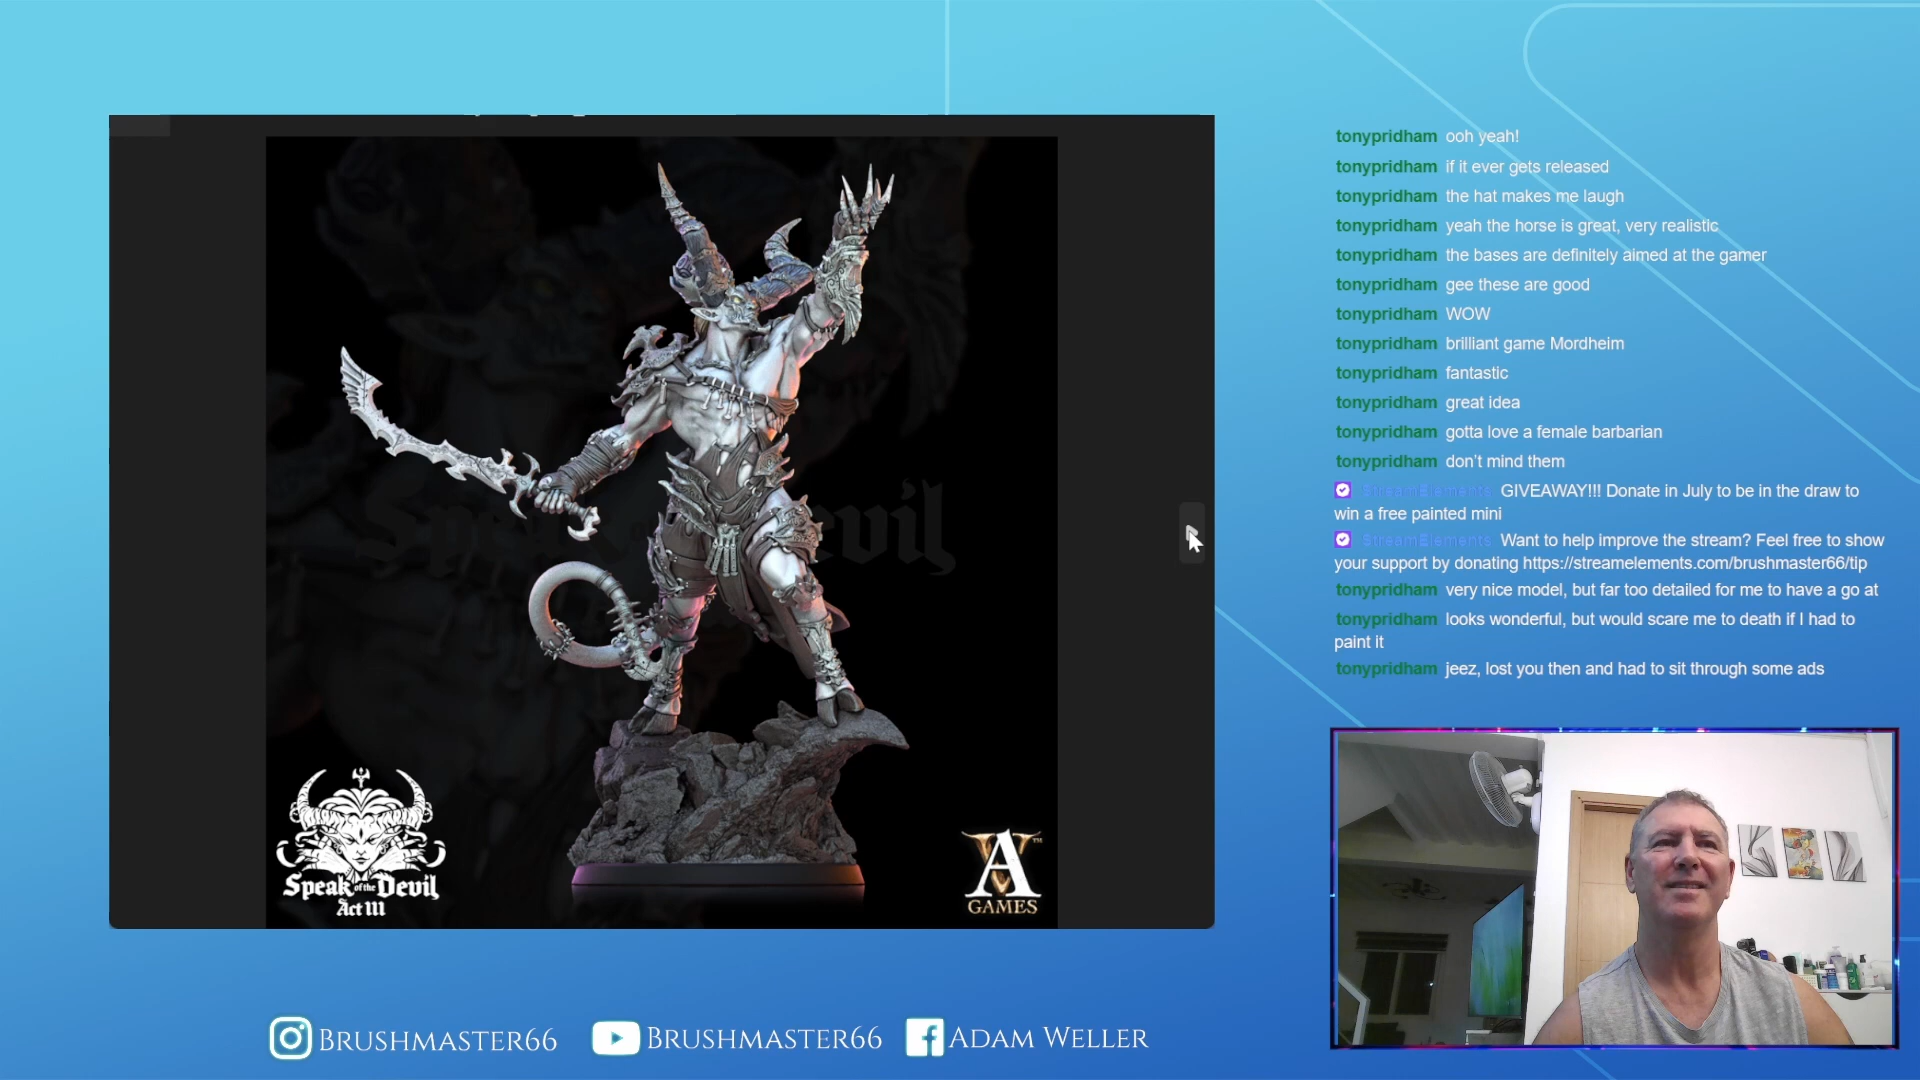 tonypridham ooh yeah!
tonypridham if it ever gets released
tonypridham the hat makes me laugh
tonypridham yeah the horse is great, very realistic
tonypridham the bases are definitely aimed at the gamer
tonypridham gee these are good
tonypridham WOW
tonypridham brilliant game Mordheim
tonypridham fantastic
tonypridham great idea
tonypridham gotta love a female barbarian
tonypridham don't mind them
StreamElements GIVEAWAY!!! Donate in July to be in the draw to
win a free painted mini
StreamElements Want to help improve the stream? Feel free to show
your support by donating https://streamelements.com/brushmaster66/tip
tonypridham very nice model, but far too detailed for me to have a go at
tonypridham looks wonderful, but would scare me to death if I had to
paint it
tonypridham jeez, lost you then and had to sit through some ads
Speak of the Devil
Act III
AV™
GAMES
BRUSHMASTER66
BRUSHMASTER66
ADAM WELLER